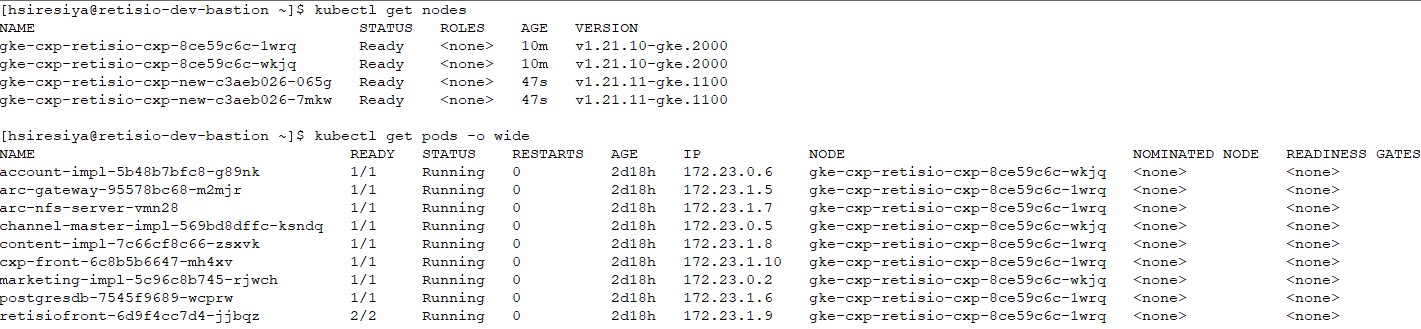 [hsiresiya@retisio-dev-bastion ~]$ kubectl get nodes
NAME STATUS ROLES AGE VERSION
gke-cxp-retisio-cxp-8ce59c6c-1wrq Ready <none> 10m v1.21.10-gke.2000
gke-cxp-retisio-cxp-8ce59c6c-wkjq Ready <none> 10m v1.21.10-gke.2000
gke-cxp-retisio-cxp-new-c3aeb026-065g Ready <none> 47s v1.21.11-gke.1100
gke-cxp-retisio-cxp-new-c3aeb026-7mkw Ready <none> 47s v1.21.11-gke.1100
[hsiresiya@retisio-dev-bastion ~]$ kubectl get pods -o wide
NAME READY STATUS RESTARTS AGE IP NODE NOMINATED NODE READINESS GATES
account-impl-5b48b7bfc8-g89nk 1/1 Running 0 2d18h 172.23.0.6 gke-cxp-retisio-cxp-8ce59c6c-wkjq <none> <none>
arc-gateway-95578bc68-m2mjr 1/1 Running 0 2d18h 172.23.1.5 gke-cxp-retisio-cxp-8ce59c6c-1wrq <none> <none>
arc-nfs-server-vmn28 1/1 Running 0 2d18h 172.23.1.7 gke-cxp-retisio-cxp-8ce59c6c-1wrq <none> <none>
channel-master-impl-569bd8dffc-ksndq 1/1 Running 0 2d18h 172.23.0.5 gke-cxp-retisio-cxp-8ce59c6c-wkjq <none> <none>
content-impl-7c66cf8c66-zsxvk 1/1 Running 0 2d18h 172.23.1.8 gke-cxp-retisio-cxp-8ce59c6c-1wrq <none> <none>
cxp-front-6c8b5b6647-mh4xv 1/1 Running 0 2d18h 172.23.1.10 gke-cxp-retisio-cxp-8ce59c6c-1wrq <none> <none>
marketing-impl-5c96c8b745-rjwch 1/1 Running 0 2d18h 172.23.0.2 gke-cxp-retisio-cxp-8ce59c6c-wkjq <none> <none>
postgresdb-7545f9689-wcprw 1/1 Running 0 2d18h 172.23.1.6 gke-cxp-retisio-cxp-8ce59c6c-1wrq <none> <none>
retisiofront-6d9f4cc7d4-jjbqz 2/2 Running 0 2d18h 172.23.1.9 gke-cxp-retisio-cxp-8ce59c6c-1wrq <none> <none>